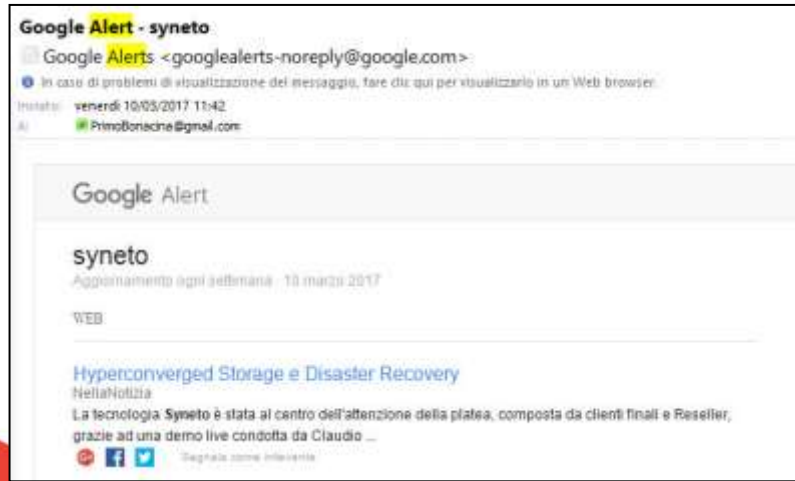 Google Alert - syneto
Google Alerts <googlealerts-noreply@google.com>
In caso di problemi di visualizzazione del messaggio, fare clic qui per visualizzarlo in un Web browser.
Inviato: venerdì 10/03/2017 11:42
A: PrimoBonacina@gmail.com
Google Alert
syneto
Aggiornamento ogni settimana 10 marzo 2017
WEB
Hyperconverged Storage e Disaster Recovery
NellaNotizia
La tecnologia Syneto è stata al centro dell'attenzione della platea, composta da clienti finali e Reseller,
grazie ad una demo live condotta da Claudio ...
Segnala come irrilevante